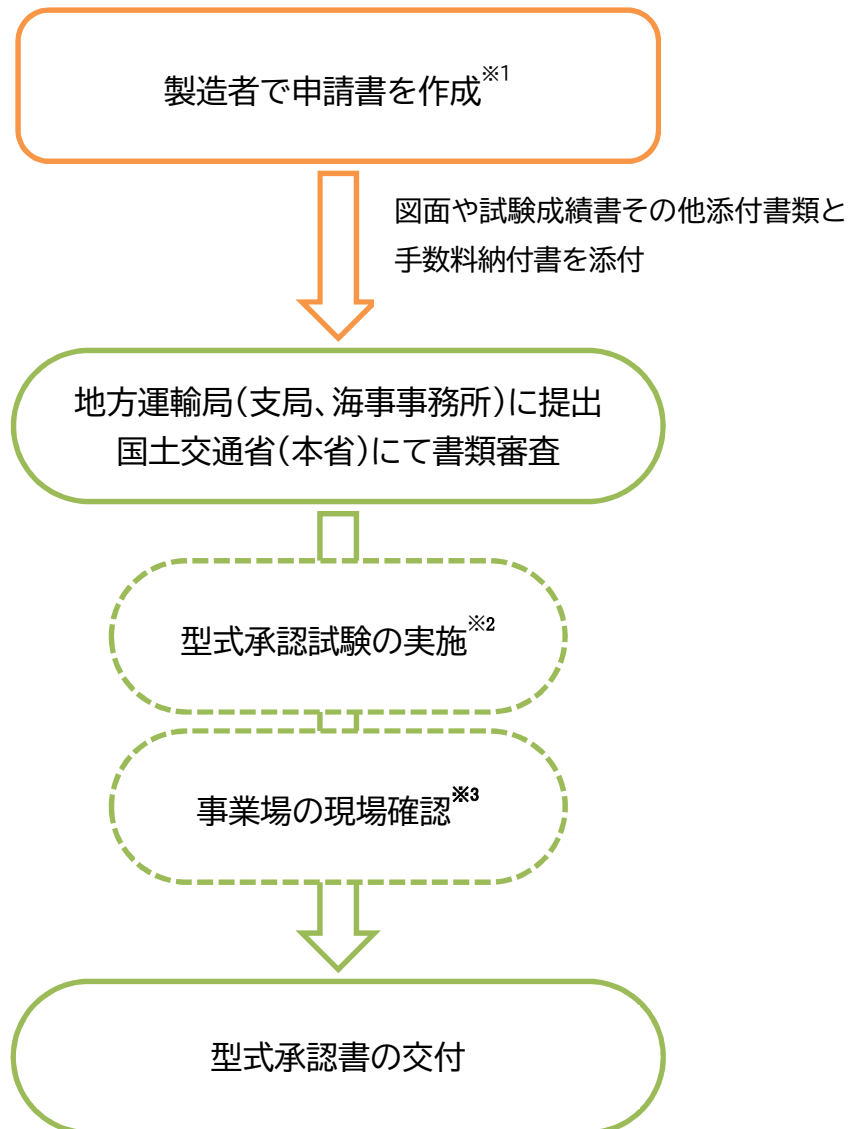 製造者で申請書を作成※1
図面や試験成績書その他添付書類と
手数料納付書を添付
地方運輸局(支局、海事事務所)に提出
国土交通省(本省)にて書類審査
型式承認試験の実施※2
事業場の現場確認※3
型式承認書の交付